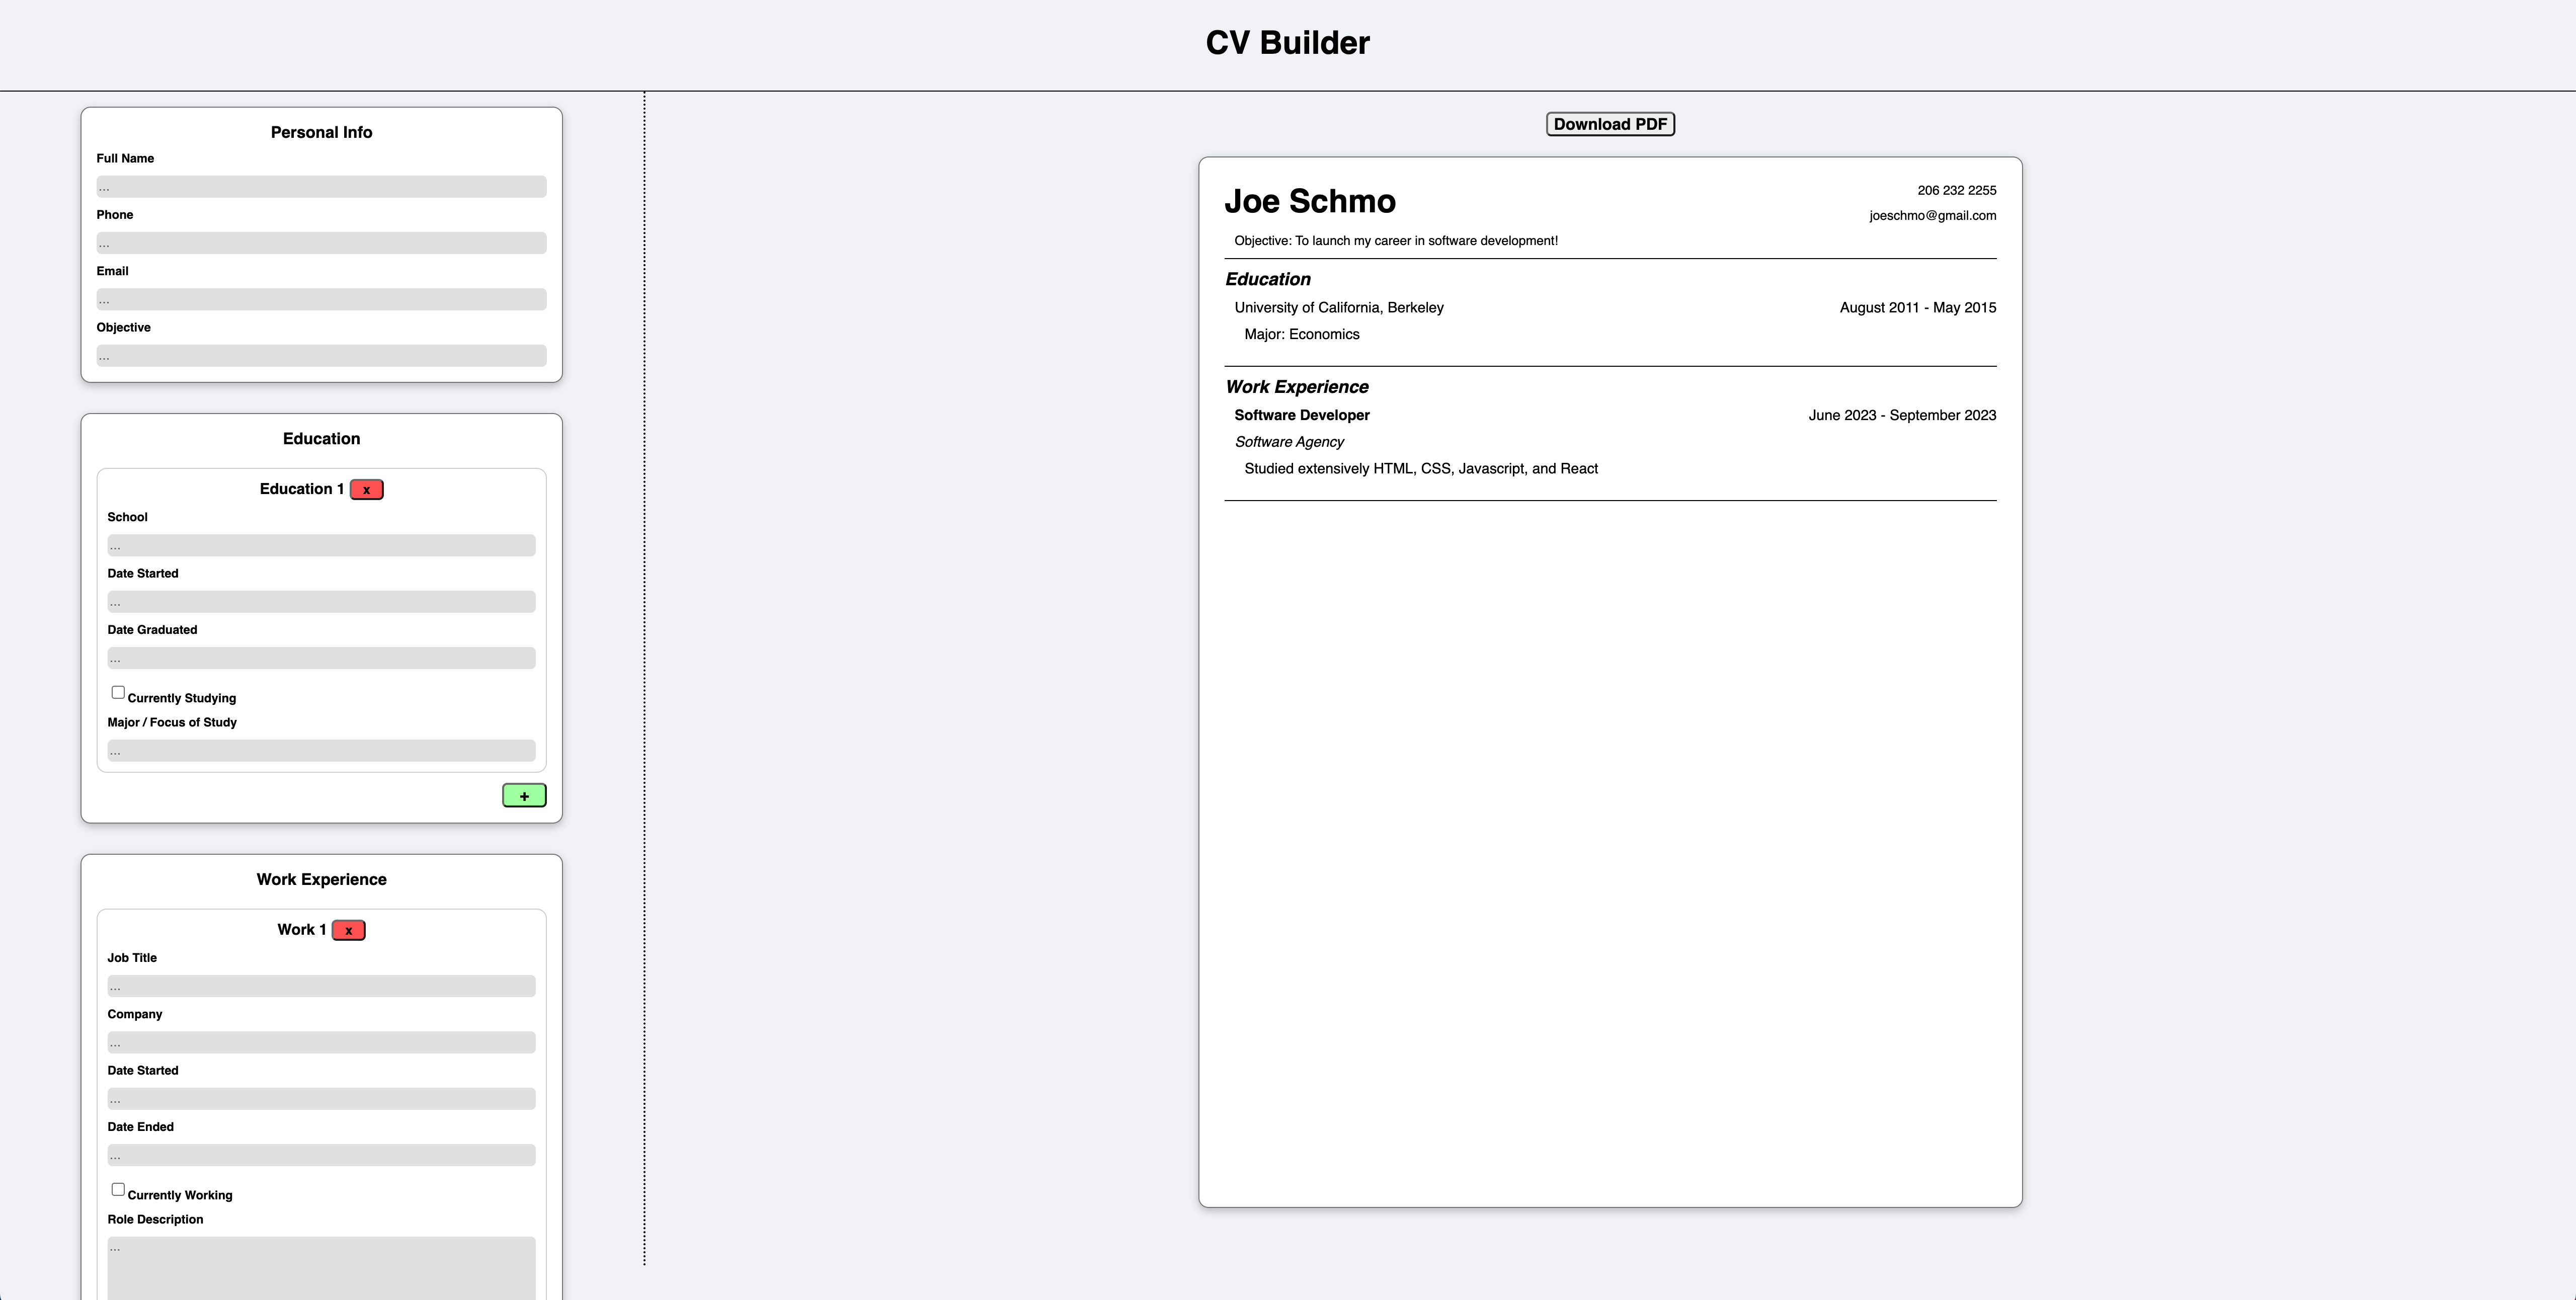 CV Builder
Personal Info
Full Name
...
Phone
...
Email
...
Objective
...
Education
Education 1 x
School
...
Date Started
...
Date Graduated
...
Currently Studying
Major / Focus of Study
...
+
Work Experience
Work 1 x
Job Title
...
Company
...
Date Started
...
Date Ended
...
Currently Working
Role Description
...
Download PDF
Joe Schmo
206 232 2255
joeschmo@gmail.com
Objective: To launch my career in software development!
Education
University of California, Berkeley August 2011 - May 2015
Major: Economics
Work Experience
Software Developer June 2023 - September 2023
Software Agency
Studied extensively HTML, CSS, Javascript, and React